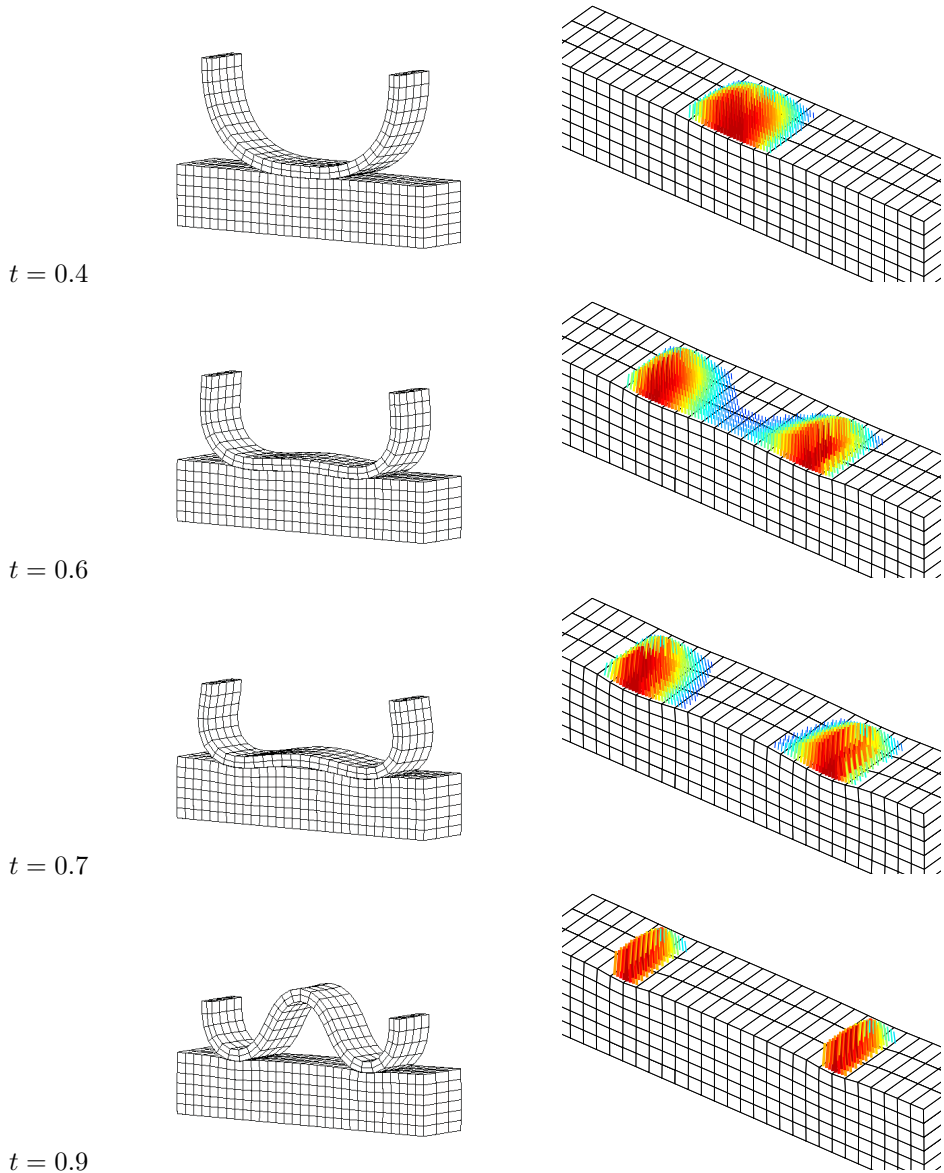 t = 0.4
t = 0.6
t = 0.7
t = 0.9